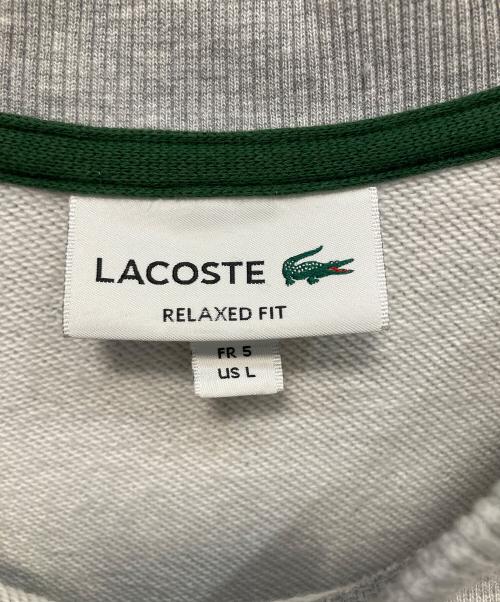 LACOSTE
RELAXED FIT
FR 5
US L